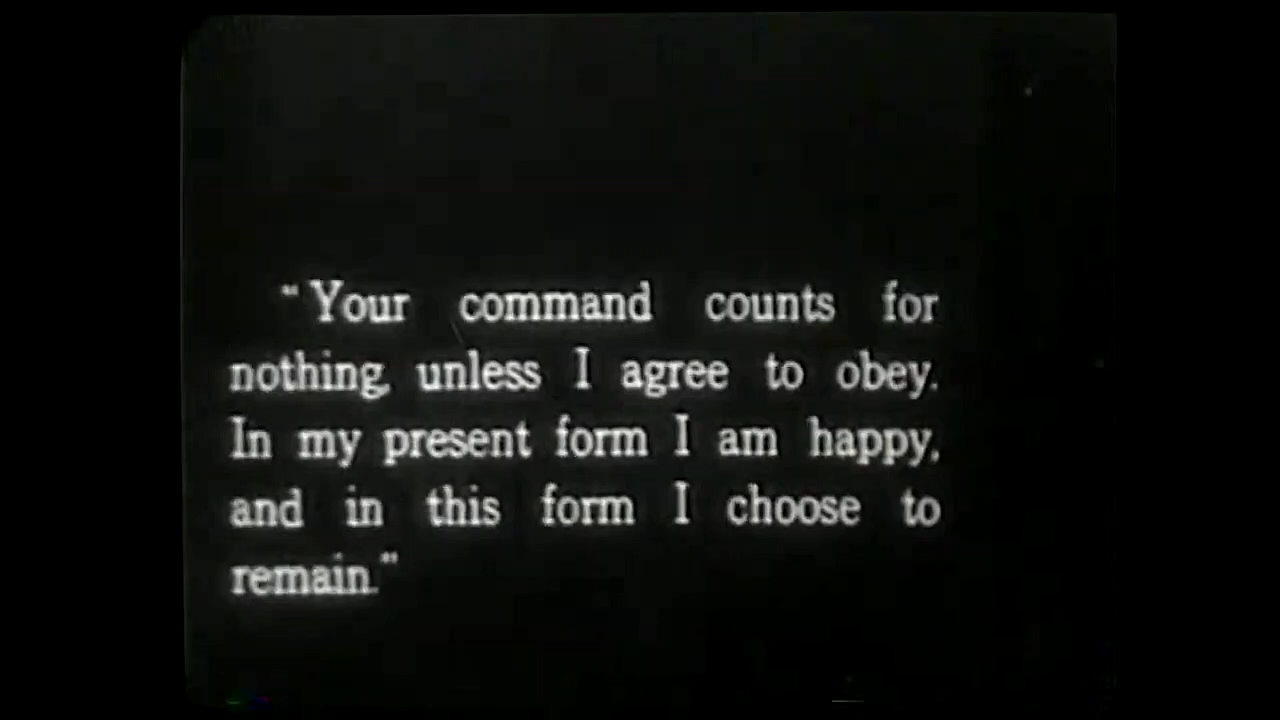 “Your command counts for
nothing, unless I agree to obey.
In my present form I am happy,
and in this form I choose to
remain.”